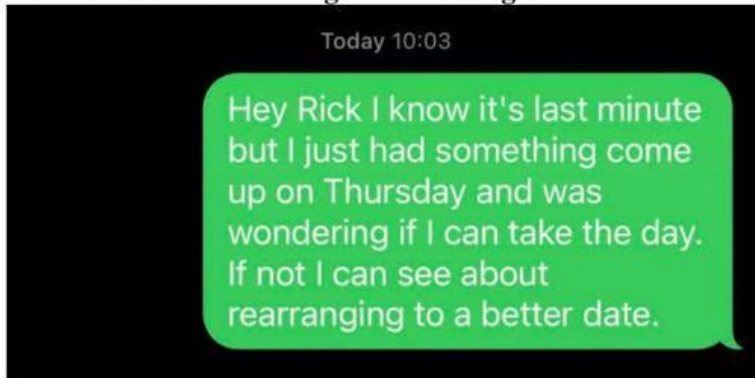 Today 10:03
Hey Rick I know it's last minute
but I just had something come
up on Thursday and was
wondering if I can take the day.
If not I can see about
rearranging to a better date.